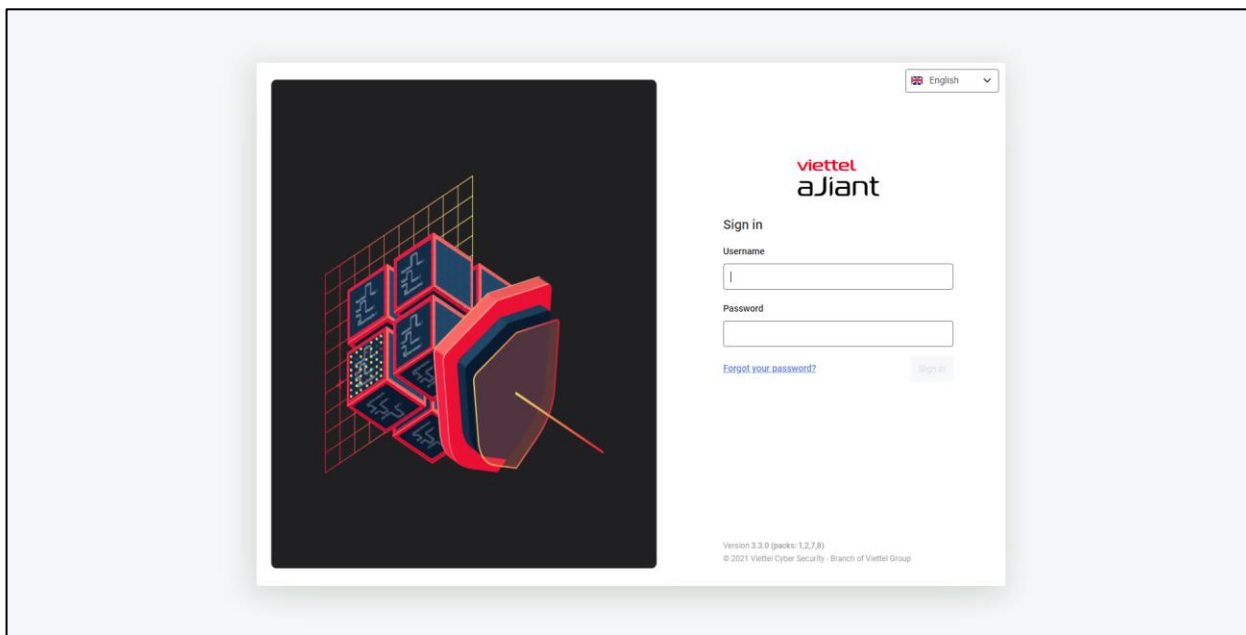 English
viettel
aJiant
Sign in
Username
Password
Forgot your password?
Sign in
Version 3.3.0 (packs: 1,2,7,8)
© 2021 Viettel Cyber Security - Branch of Viettel Group